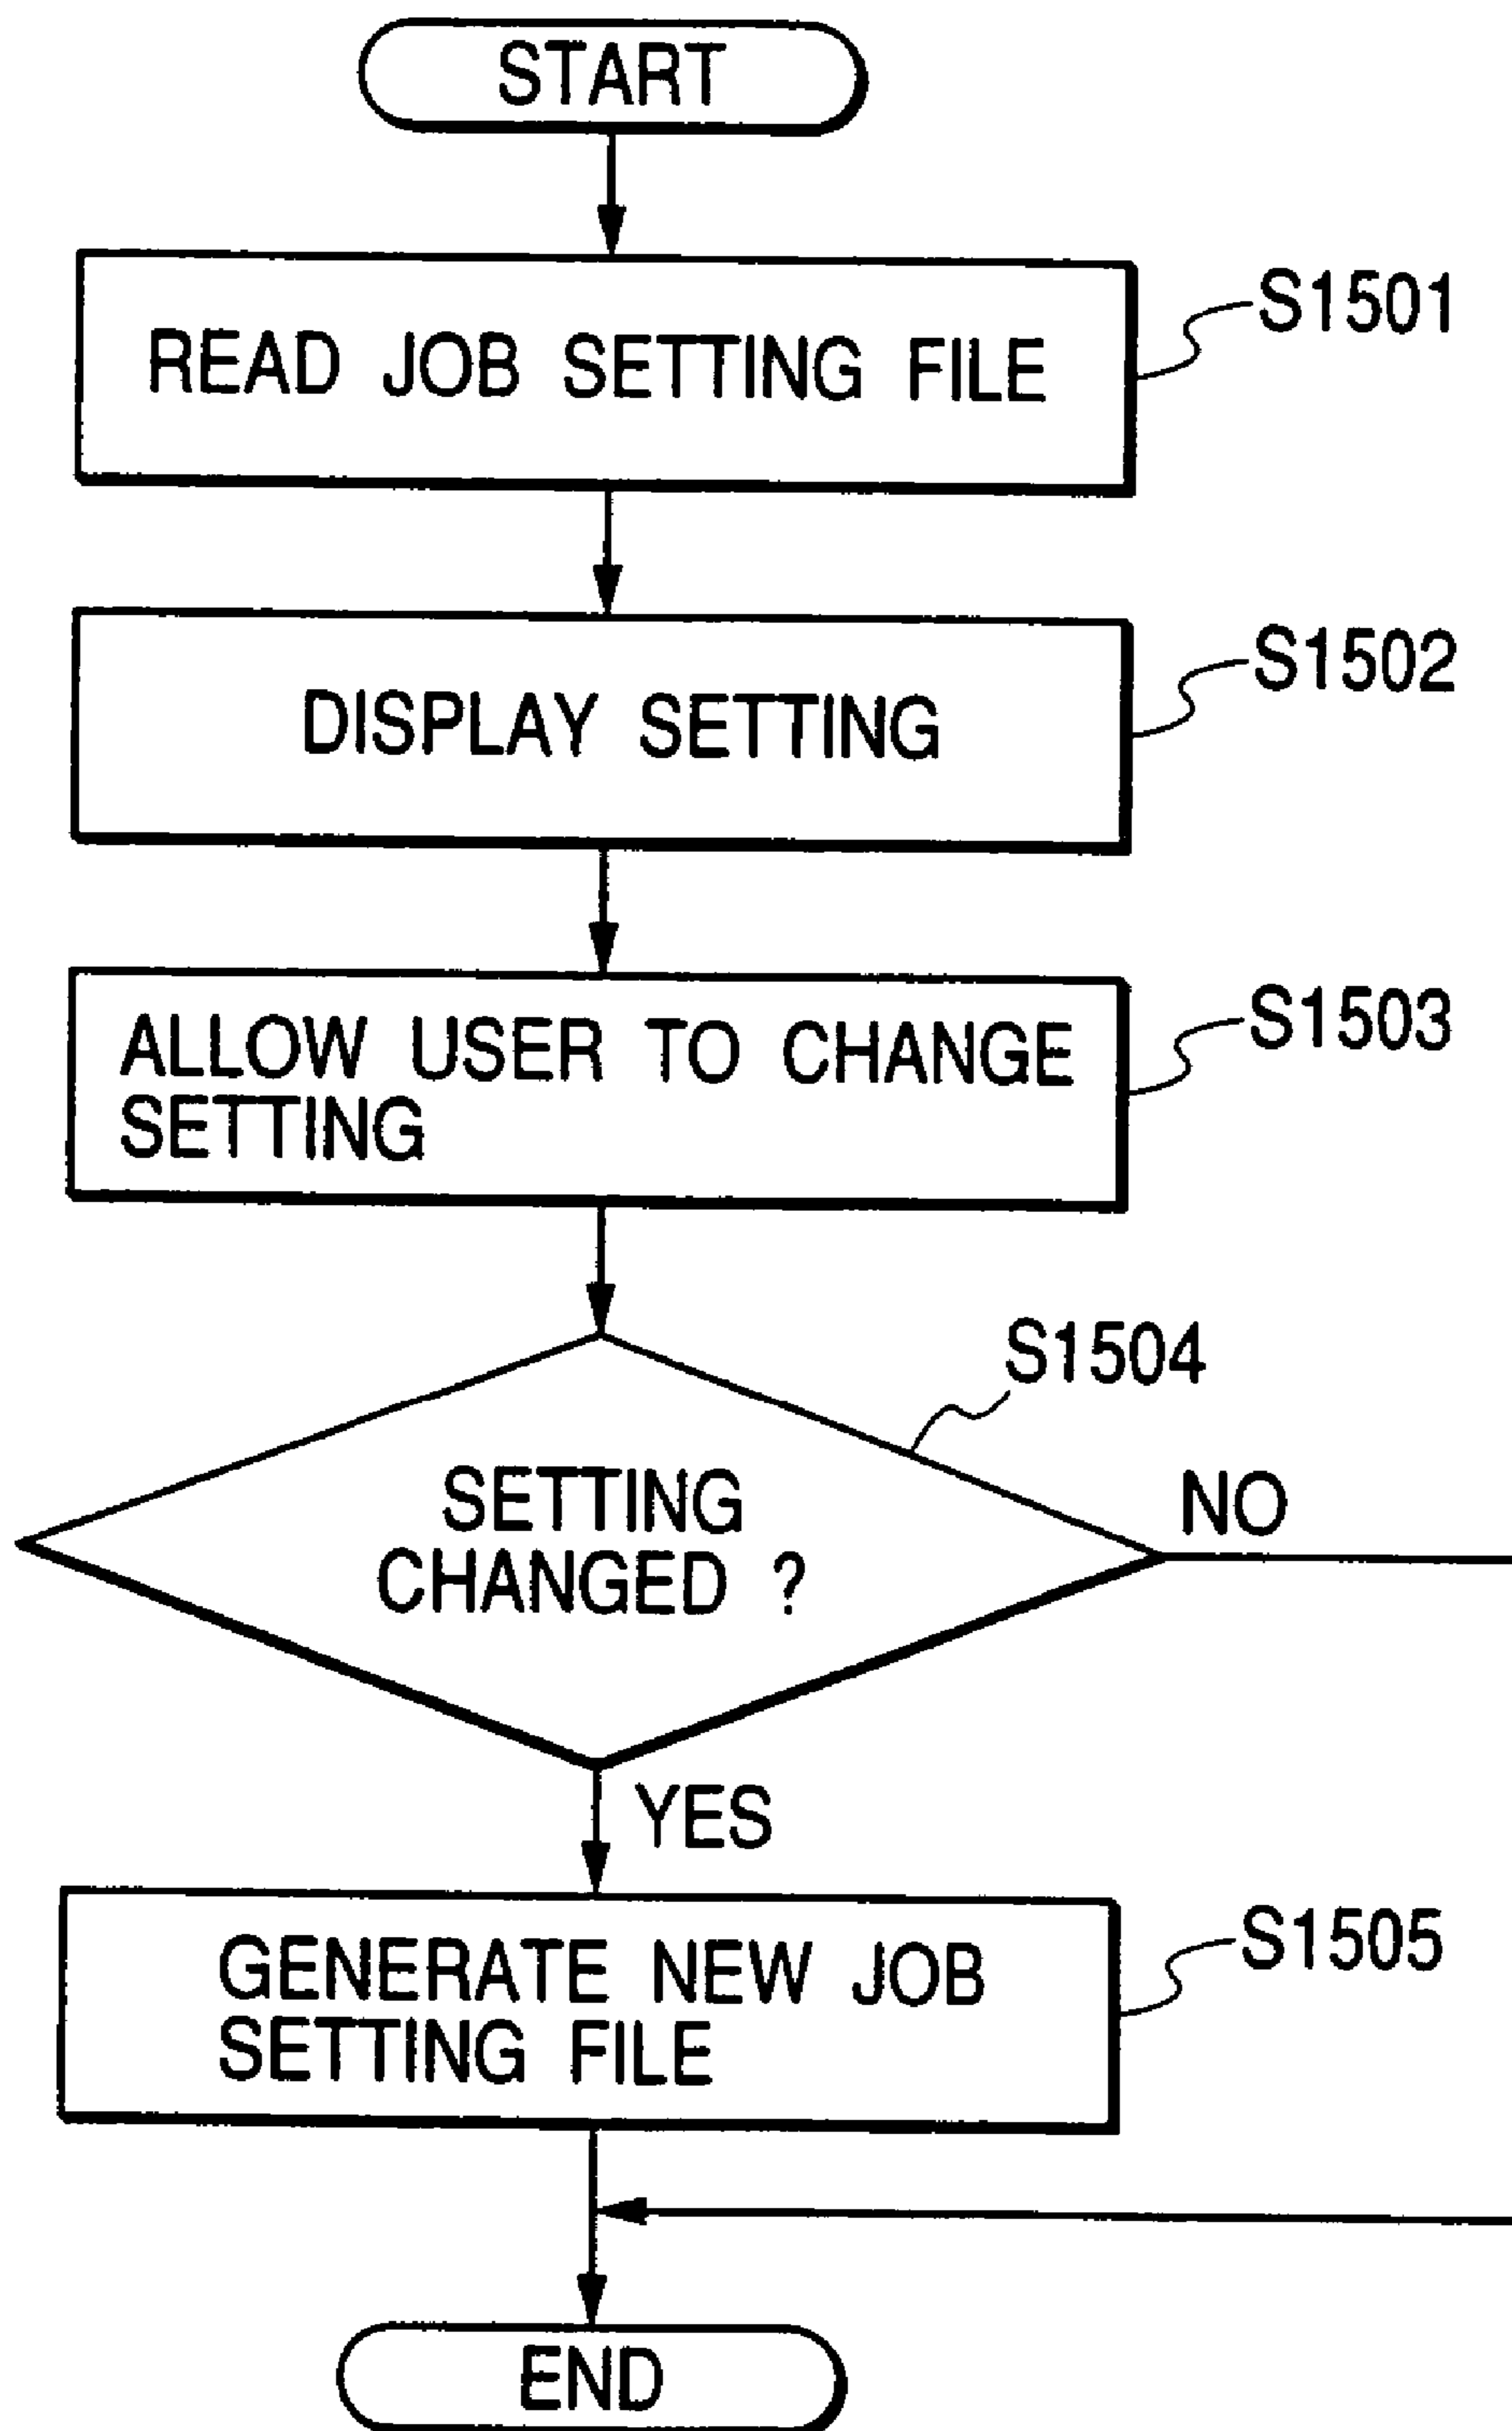 START
READ JOB SETTING FILE
S1501
DISPLAY SETTING
S1502
ALLOW USER TO CHANGE
SETTING
S1503
S1504
SETTING
CHANGED ?
NO
YES
GENERATE NEW JOB
SETTING FILE
S1505
END